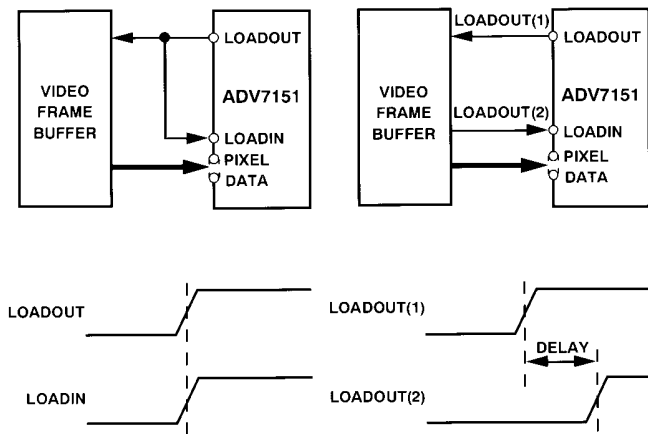 LOADOUT
VIDEO
FRAME
BUFFER
ADV7151
LOADIN
PIXEL
DATA
LOADOUT(1)
LOADOUT
VIDEO
FRAME
BUFFER
ADV7151
LOADOUT(2)
LOADIN
PIXEL
DATA
LOADOUT
LOADIN
LOADOUT(1)
DELAY
LOADOUT(2)